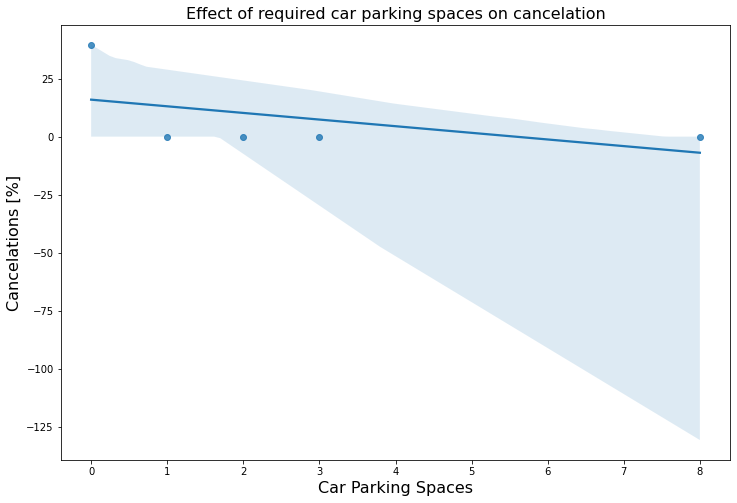 Effect of required car parking spaces on cancelation
25
0
−25
−50
−75
−100
−125
Cancelations [%]
0 1 2 3 4 5 6 7 8
Car Parking Spaces